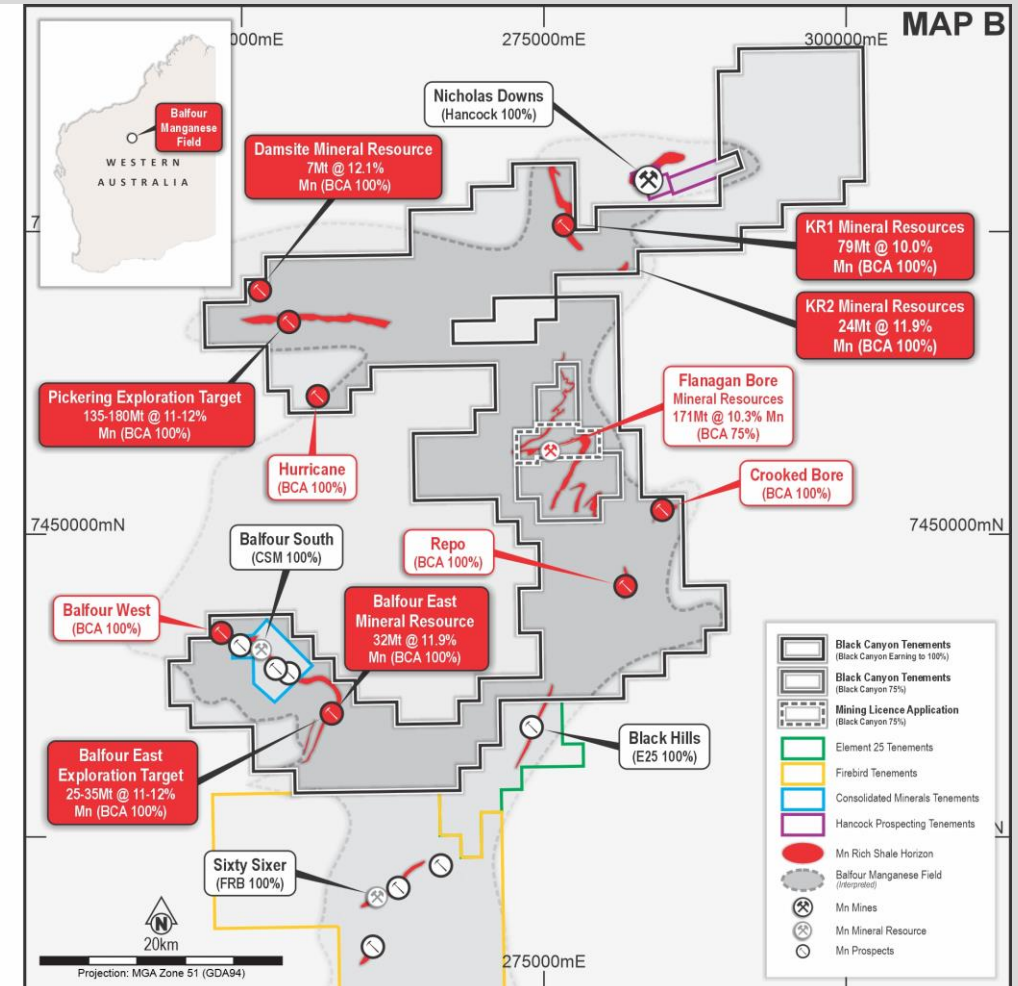 MAP B
000mE
275000mE
300000mE
Balfour
Manganese
Field
WESTERN
AUSTRALIA
Nicholas Downs
(Hancock 100%)
Damsite Mineral Resource
7Mt @ 12.1%
Mn (BCA 100%)
7
KR1 Mineral Resources
79Mt @ 10.0%
Mn (BCA 100%)
KR2 Mineral Resources
24Mt @ 11.9%
Mn (BCA 100%)
Pickering Exploration Target
135-180Mt @ 11-12%
Mn (BCA 100%)
Flanagan Bore
Mineral Resources
171Mt @ 10.3% Mn
(BCA 75%)
Hurricane
(BCA 100%)
Crooked Bore
(BCA 100%)
7450000mN
7450000mN
Balfour South
(CSM 100%)
Repo
(BCA 100%)
Balfour West
(BCA 100%)
Balfour East
Mineral Resource
32Mt @ 11.9%
Mn (BCA 100%)
Black Hills
(E25 100%)
Balfour East
Exploration Target
25-35Mt @ 11-12%
Mn (BCA 100%)
Sixty Sixer
(FRB 100%)
N
20km
Projection: MGA Zone 51 (GDA94)
275000mE
Black Canyon Tenements
(Black Canyon Earning to 100%)
Black Canyon Tenements
(Black Canyon 75%)
Mining Licence Application
(Black Canyon 75%)
Element 25 Tenements
Firebird Tenements
Consolidated Minerals Tenements
Hancock Prospecting Tenements
N
Mn Rich Shale Horizon
Balfour Manganese Field
(Interpreted)
Mn Mines
Mn Mineral Resource
Mn Prospects